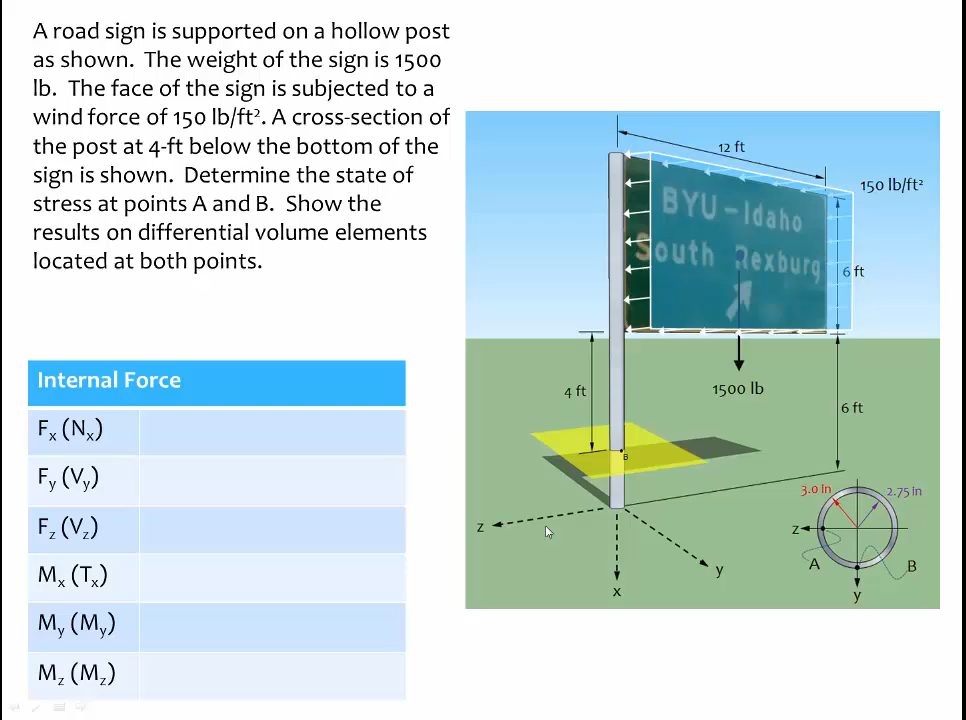 A road sign is supported on a hollow post
as shown. The weight of the sign is 1500
lb. The face of the sign is subjected to a
wind force of 150 lb/ft². A cross-section of
the post at 4-ft below the bottom of the
sign is shown. Determine the state of
stress at points A and B. Show the
results on differential volume elements
located at both points.
Internal Force
Fx (Nx)
Fy (Vy)
Fz (Vz)
Mx (Tx)
My (My)
Mz (Mz)
12 ft
150 lb/ft²
BYU - Idaho
South Rexburg
6 ft
1500 lb
4 ft
6 ft
B
z
y
x
3.0 in
2.75 in
z
A
B
y